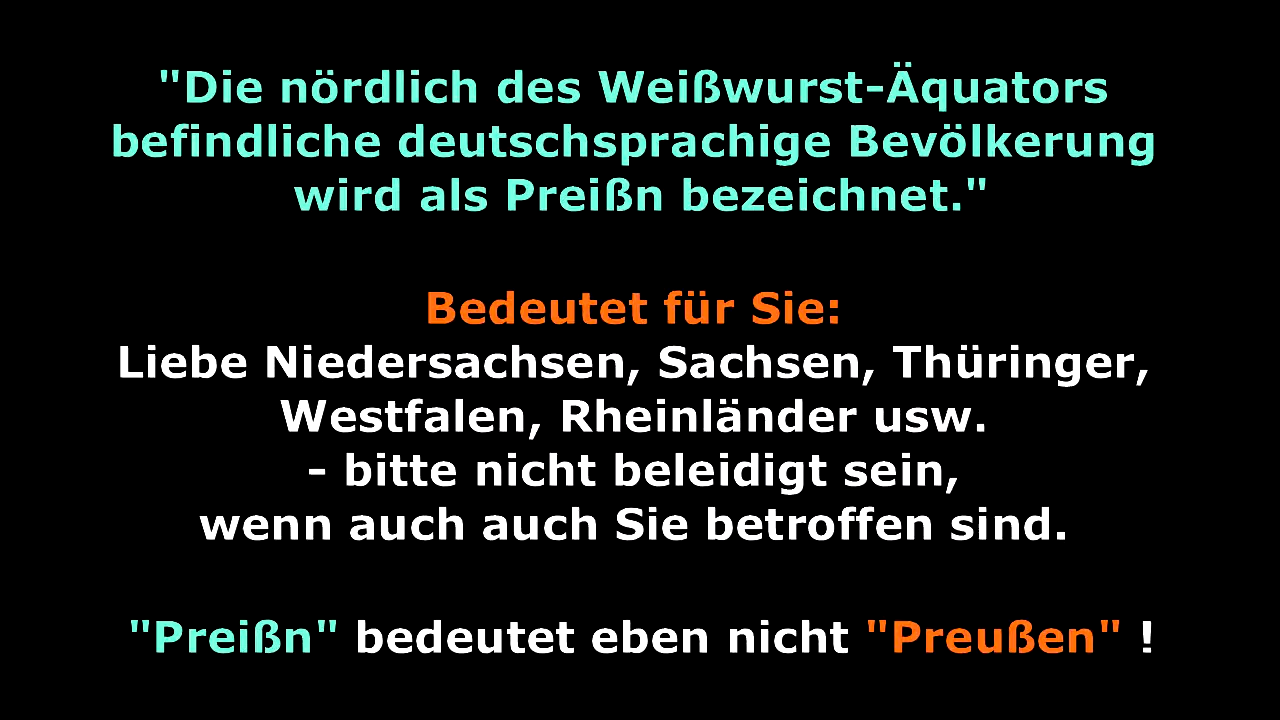 "Die nördlich des Weißwurst-Äquators
befindliche deutschsprachige Bevölkerung
wird als Preißn bezeichnet."
Bedeutet für Sie:
Liebe Niedersachsen, Sachsen, Thüringer,
Westfalen, Rheinländer usw.
- bitte nicht beleidigt sein,
wenn auch auch Sie betroffen sind.
"Preißn" bedeutet eben nicht "Preußen" !